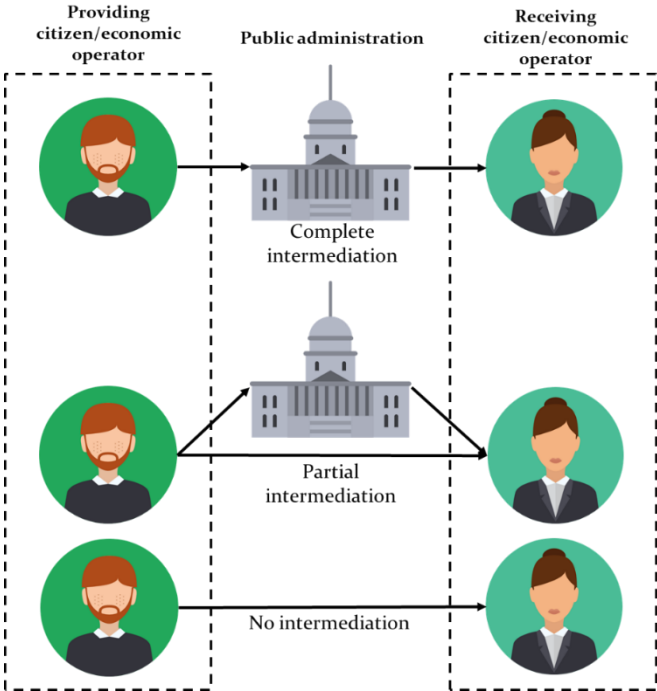 Providing
citizen/economic
operator
Public administration
Receiving
citizen/economic
operator
Complete
intermediation
Partial
intermediation
No intermediation